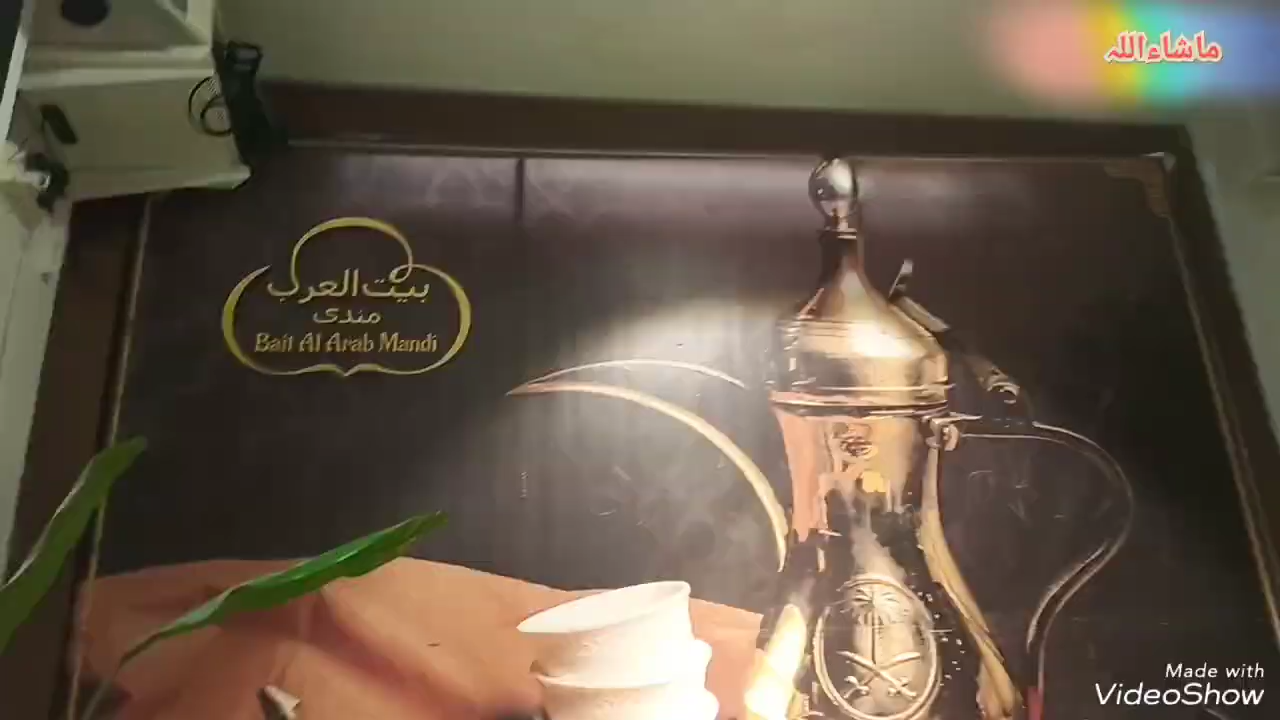 ماشاءالله
بيت العرب
مندى
Bait Al Arab Mandi
Made with
VideoShow